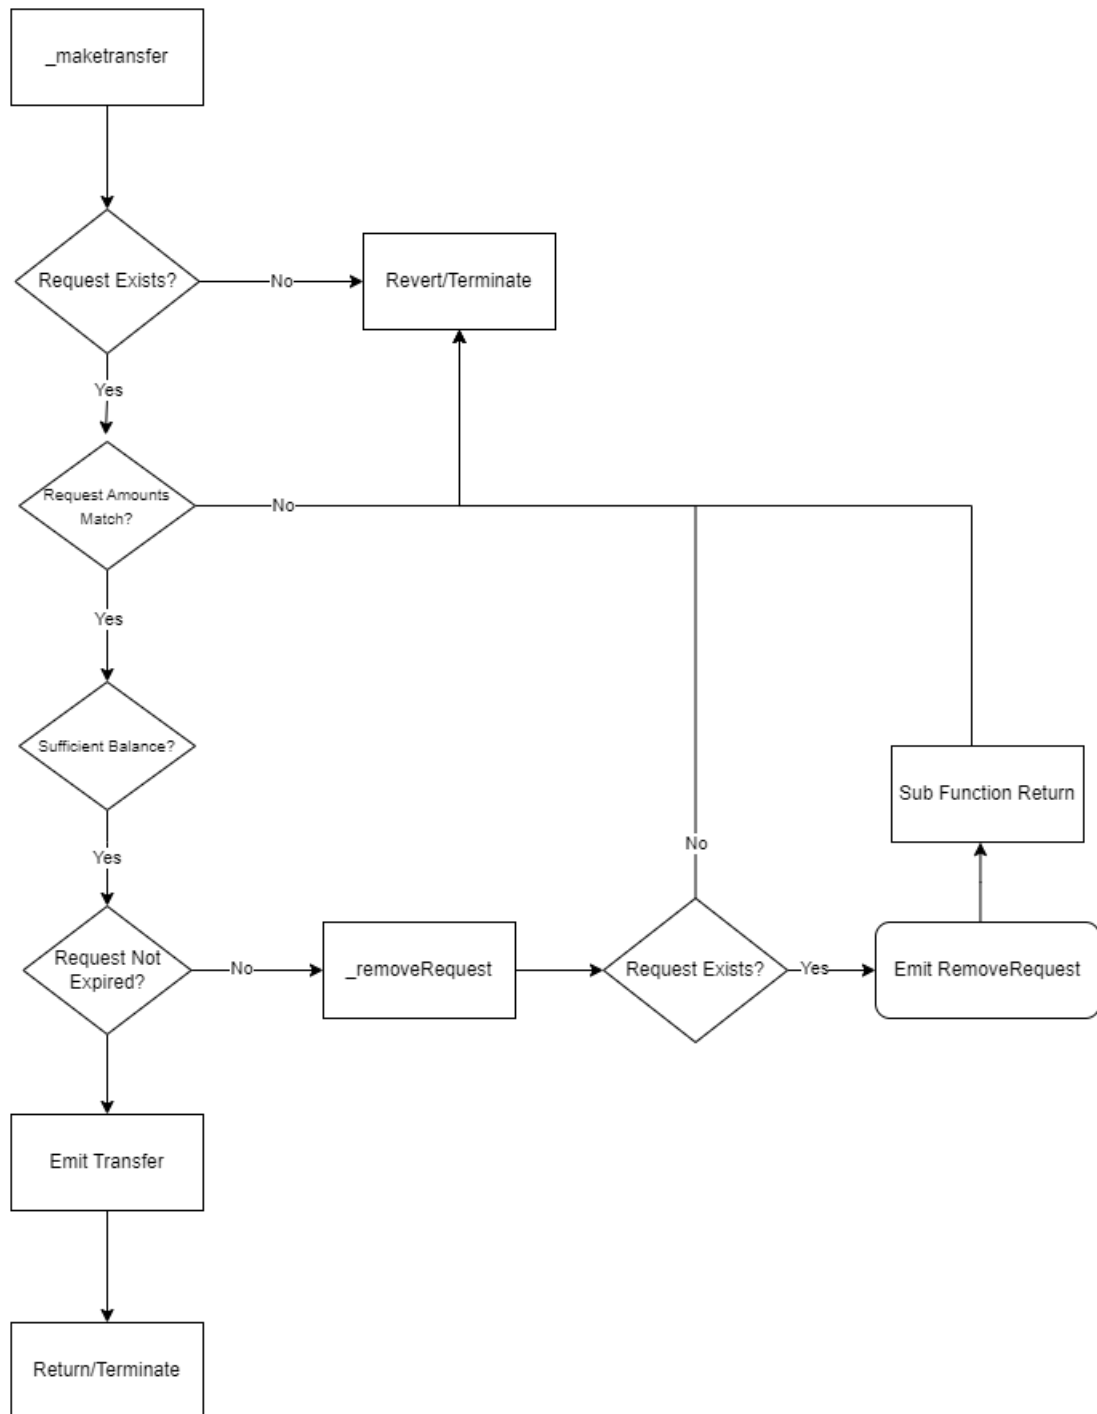 _maketransfer
Request Exists?
No
Revert/Terminate
Yes
Request Amounts
Match?
No
Yes
Sufficient Balance?
Yes
Sub Function Return
No
Request Not
Expired?
No
_removeRequest
Request Exists?
Yes
Emit RemoveRequest
Emit Transfer
Return/Terminate